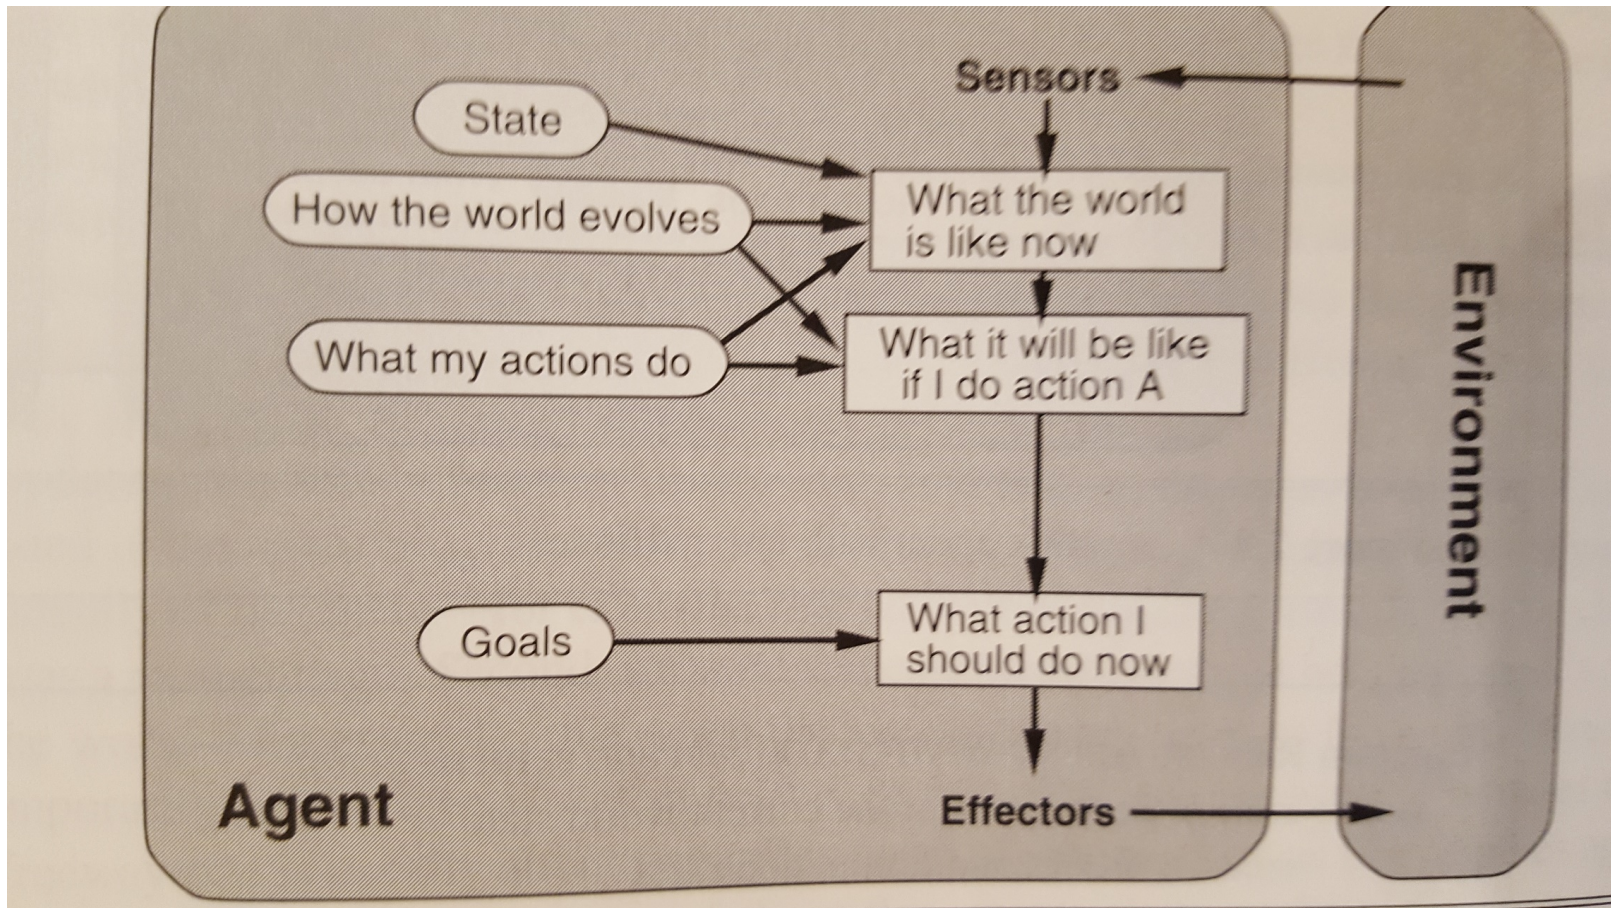 Sensors
State
What the world
is like now
How the world evolves
What it will be like
if I do action A
What my actions do
What action I
should do now
Goals
Agent
Effectors
Environment